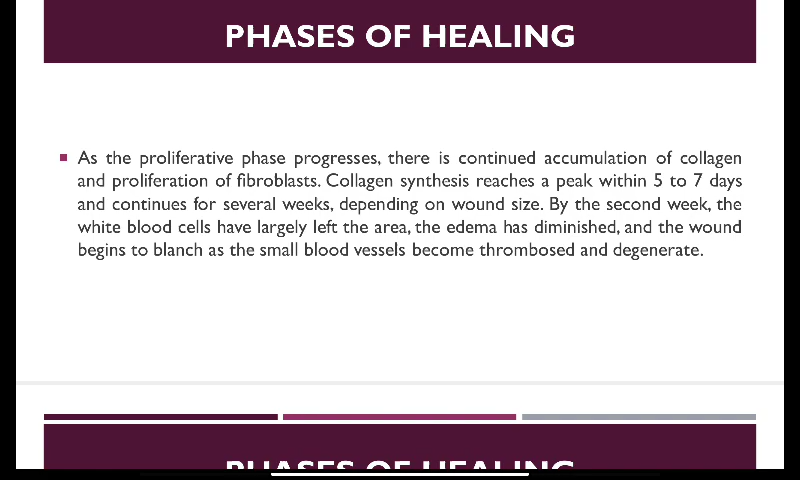 PHASES OF HEALING
As the proliferative phase progresses, there is continued accumulation of collagen
and proliferation of fibroblasts. Collagen synthesis reaches a peak within 5 to 7 days
and continues for several weeks, depending on wound size. By the second week, the
white blood cells have largely left the area, the edema has diminished, and the wound
begins to blanch as the small blood vessels become thrombosed and degenerate.
PHASES OF HEALING